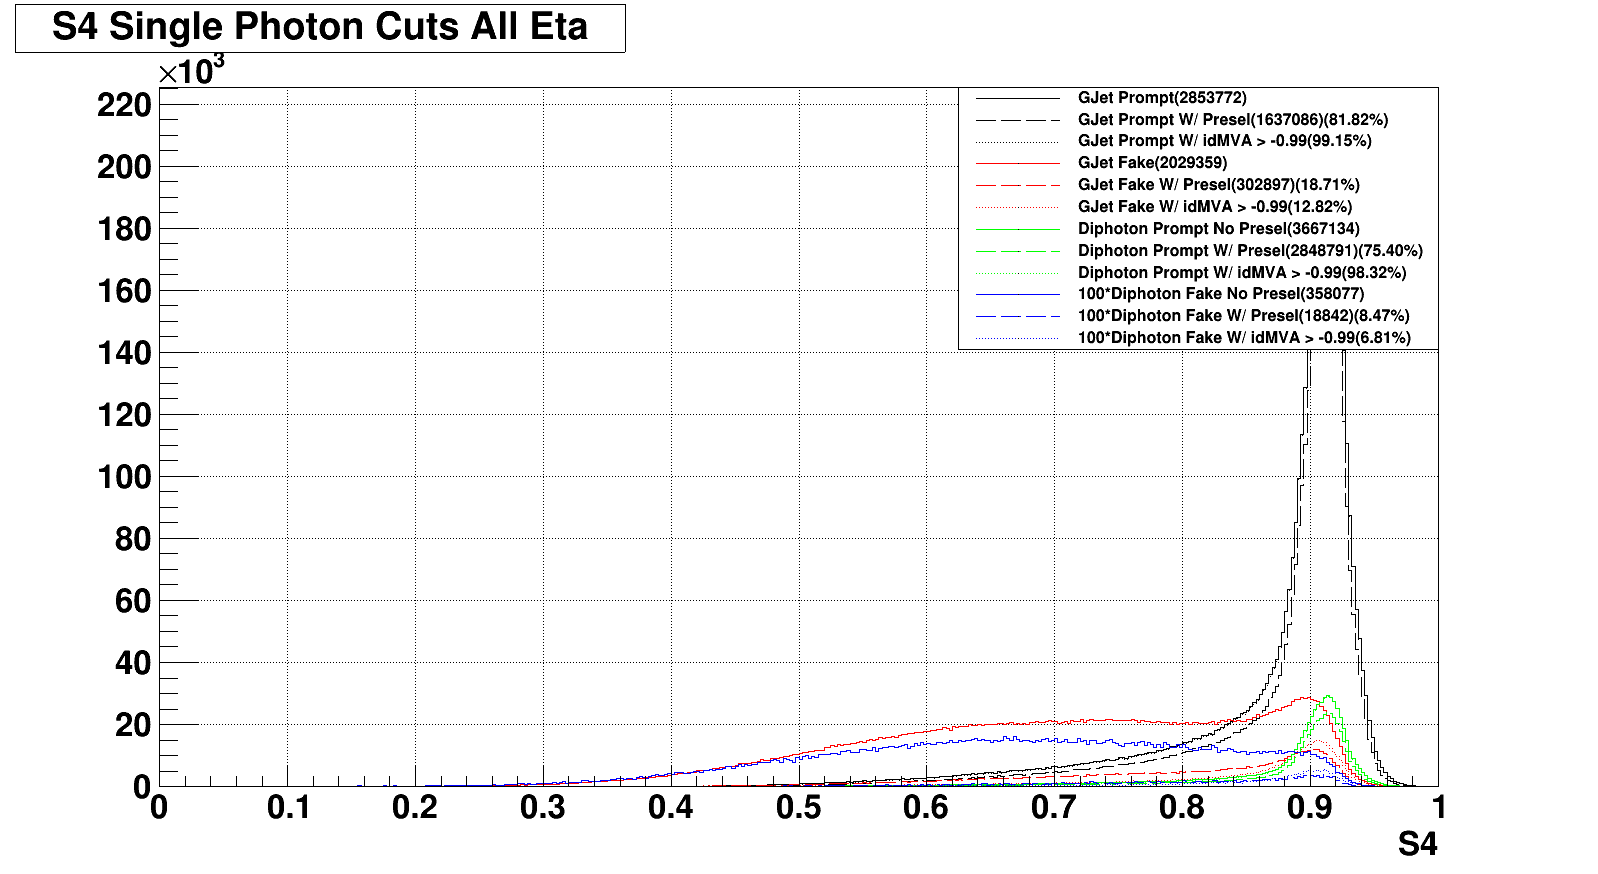 S4 Single Photon Cuts All Eta
×10³
220
200
180
160
140
120
100
80
60
40
20
0
GJet Prompt(2853772)
GJet Prompt W/ Presel(1637086)(81.82%)
GJet Prompt W/ idMVA > -0.99(99.15%)
GJet Fake(2029359)
GJet Fake W/ Presel(302897)(18.71%)
GJet Fake W/ idMVA > -0.99(12.82%)
Diphoton Prompt No Presel(3667134)
Diphoton Prompt W/ Presel(2848791)(75.40%)
Diphoton Prompt W/ idMVA > -0.99(98.32%)
100*Diphoton Fake No Presel(358077)
100*Diphoton Fake W/ Presel(18842)(8.47%)
100*Diphoton Fake W/ idMVA > -0.99(6.81%)
0 0.1 0.2 0.3 0.4 0.5 0.6 0.7 0.8 0.9 1
S4